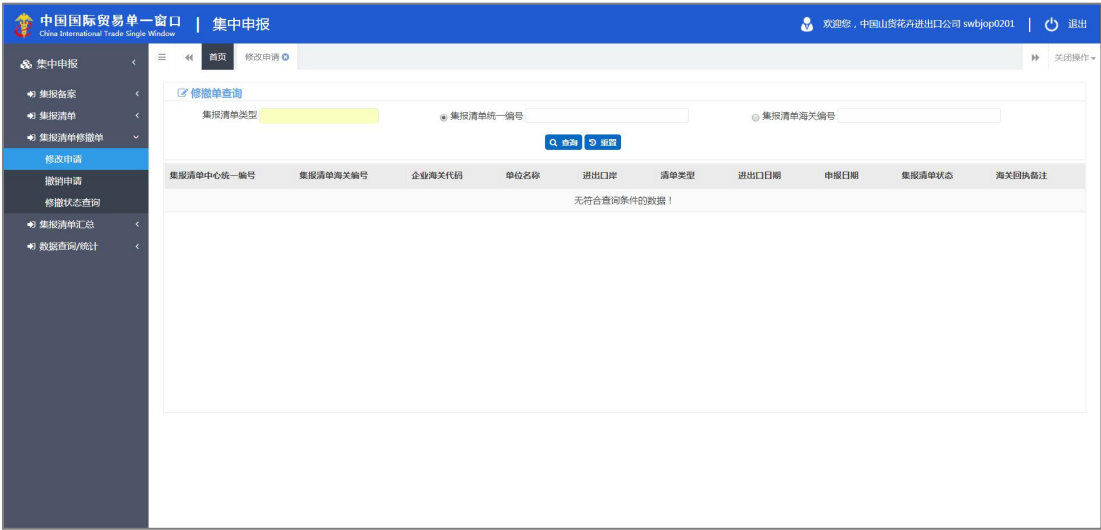 中国国际贸易单一窗口 | 集中申报 欢迎您，中国山货花卉进出口公司 swbjop0201 | 退出
China International Trade Single Window
集中申报 首页 修改申请 关闭操作
集报备案 修撤单查询
集报清单 集报清单类型 集报清单统一编号 集报清单海关编号
集报清单修撤单 查询 重置
修改申请
撤销申请 集报清单中心统一编号 集报清单海关编号 企业海关代码 单位名称 进出口岸 清单类型 进出口日期 申报日期 集报清单状态 海关回执备注
修撤状态查询 无符合查询条件的数据！
集报清单汇总
数据查询/统计